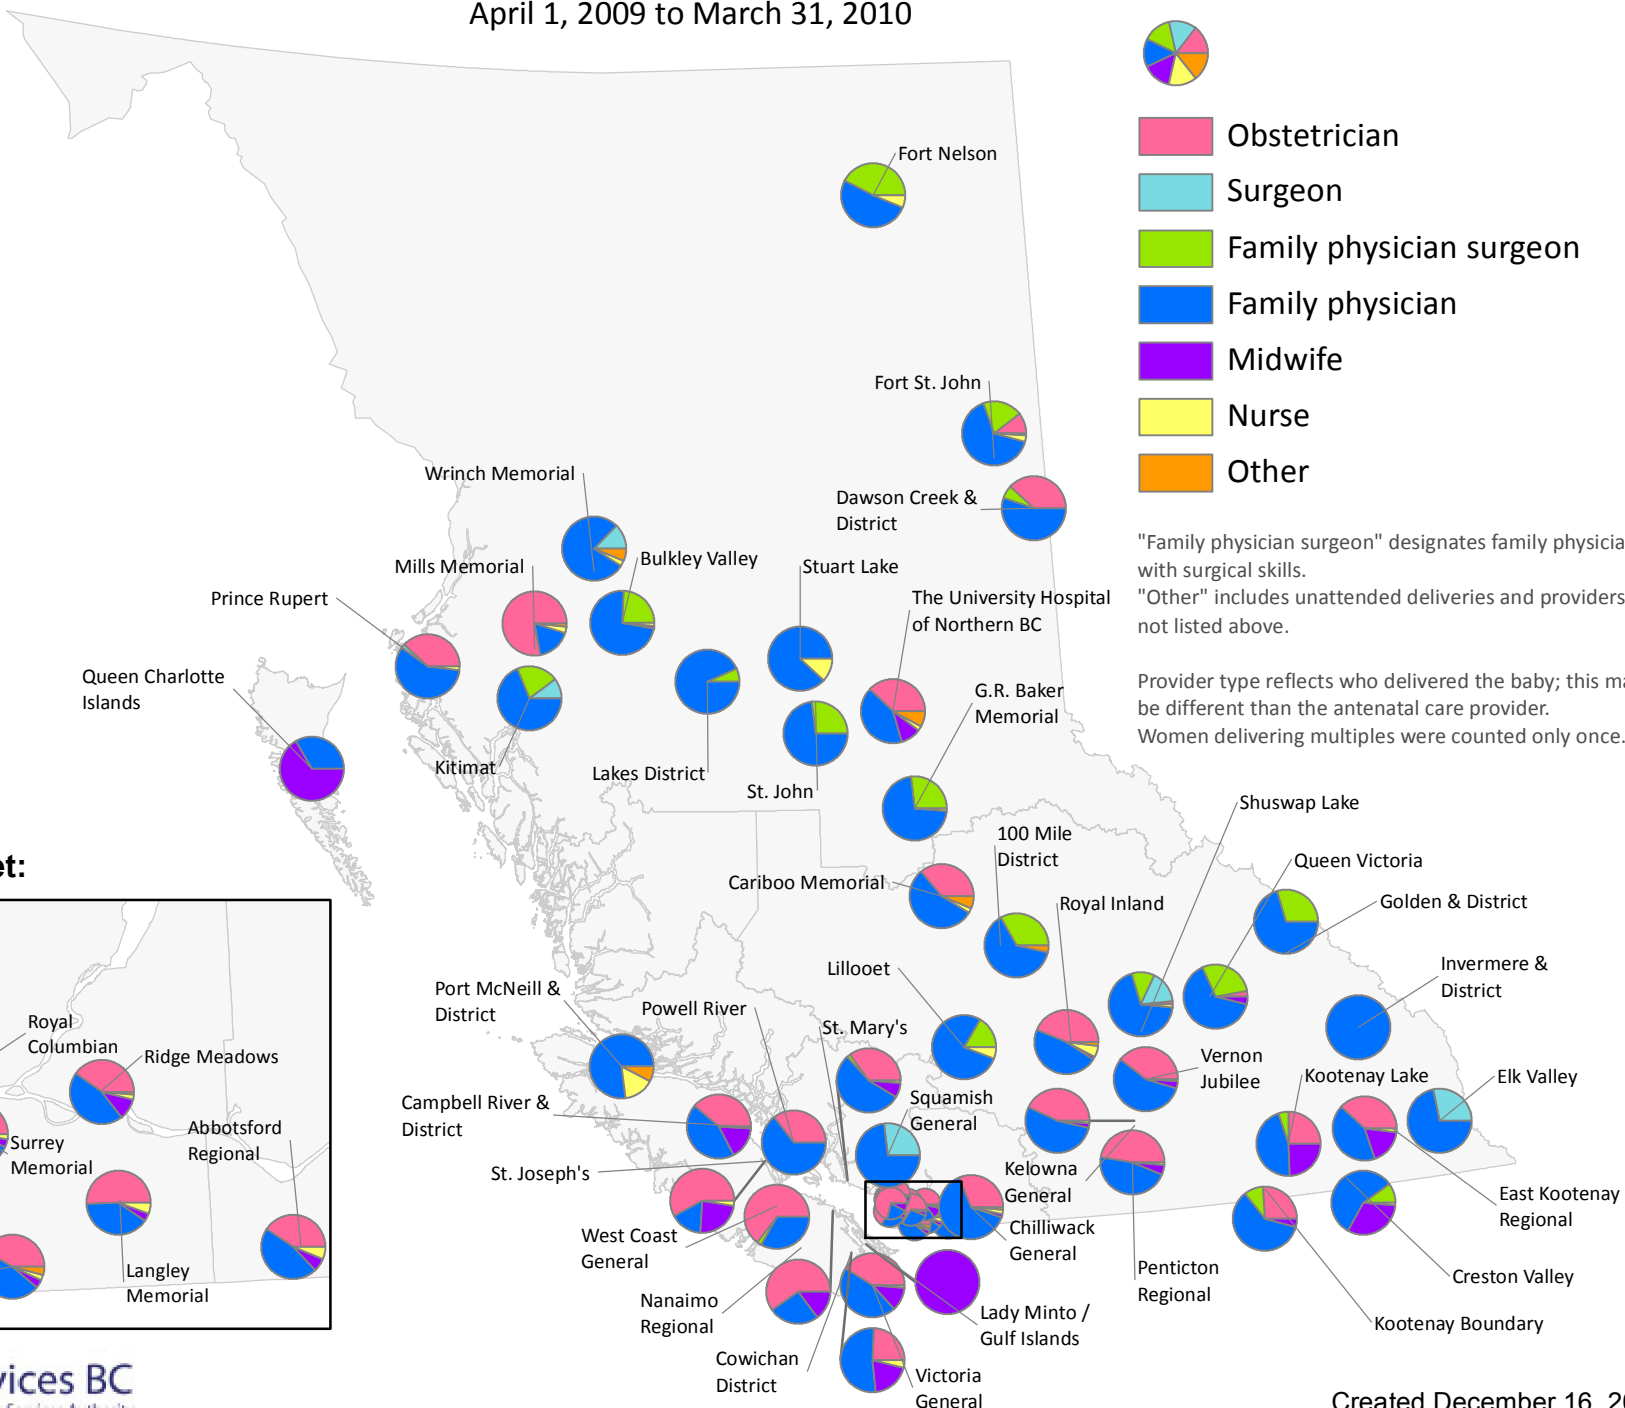 April 1, 2009 to March 31, 2010
Obstetrician
Surgeon
Family physician surgeon
Family physician
Midwife
Nurse
Other
"Family physician surgeon" designates family physicia
with surgical skills.
"Other" includes unattended deliveries and providers
not listed above.
Provider type reflects who delivered the baby; this ma
be different than the antenatal care provider.
Women delivering multiples were counted only once.
Fort Nelson
Fort St. John
Dawson Creek &
District
Wrinch Memorial
Mills Memorial
Bulkley Valley
Stuart Lake
Prince Rupert
The University Hospital
of Northern BC
Queen Charlotte
Islands
G.R. Baker
Memorial
Kitimat
Lakes District
St. John
Shuswap Lake
100 Mile
District
Queen Victoria
Cariboo Memorial
Royal Inland
Golden & District
Lillooet
Invermere &
District
Port McNeill &
District
Powell River
St. Mary's
Vernon
Jubilee
Kootenay Lake
Elk Valley
Campbell River &
District
Squamish
General
St. Joseph's
Kelowna
General
East Kootenay
Regional
West Coast
General
Chilliwack
General
Penticton
Regional
Creston Valley
Nanaimo
Regional
Lady Minto /
Gulf Islands
Kootenay Boundary
Cowichan
District
Victoria
General
et:
Royal
Columbian
Ridge Meadows
Surrey
Memorial
Abbotsford
Regional
Langley
Memorial
vices BC
Created December 16, 20